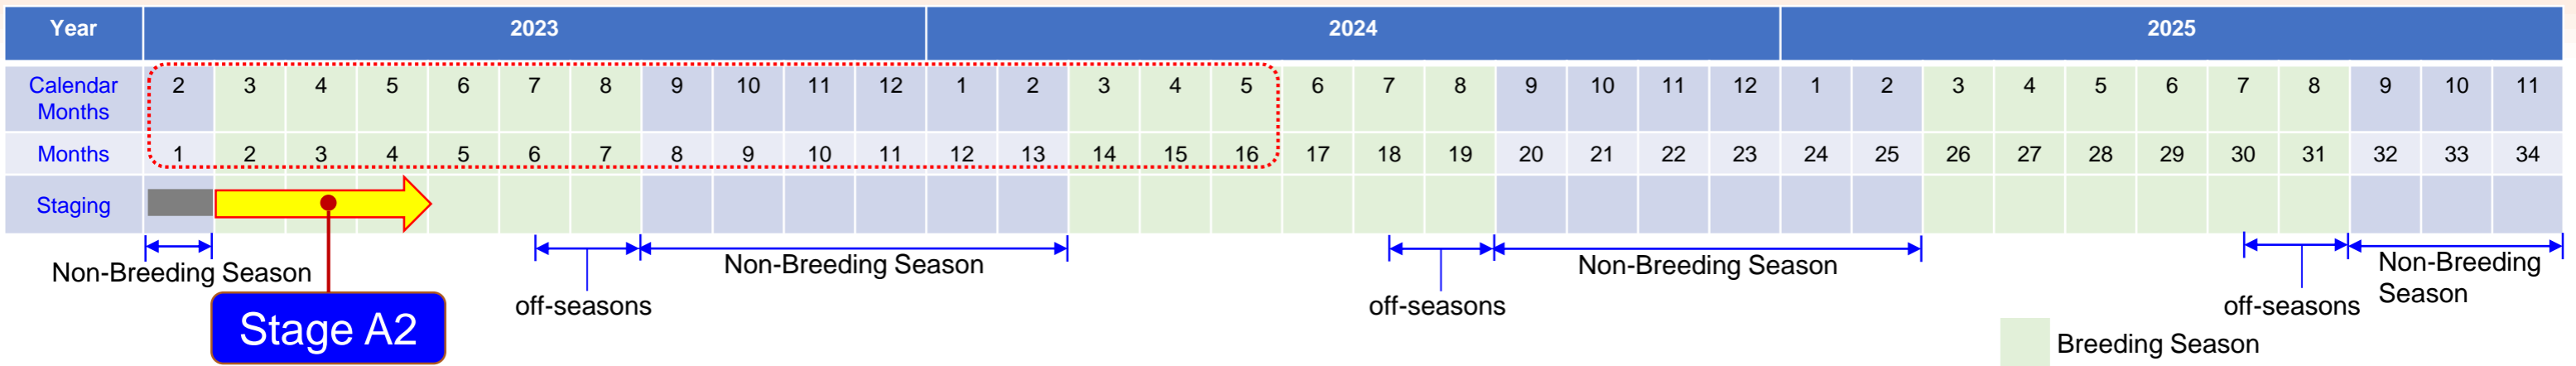 Year 2023 2024 2025
Calendar Months 2 3 4 5 6 7 8 9 10 11 12 1 2 3 4 5 6 7 8 9 10 11 12 1 2 3 4 5 6 7 8 9 10 11
Months 1 2 3 4 5 6 7 8 9 10 11 12 13 14 15 16 17 18 19 20 21 22 23 24 25 26 27 28 29 30 31 32 33 34
Staging
Non-Breeding Season
Non-Breeding Season
Non-Breeding Season
Non-Breeding
Season
off-seasons
off-seasons
off-seasons
Stage A2
Breeding Season